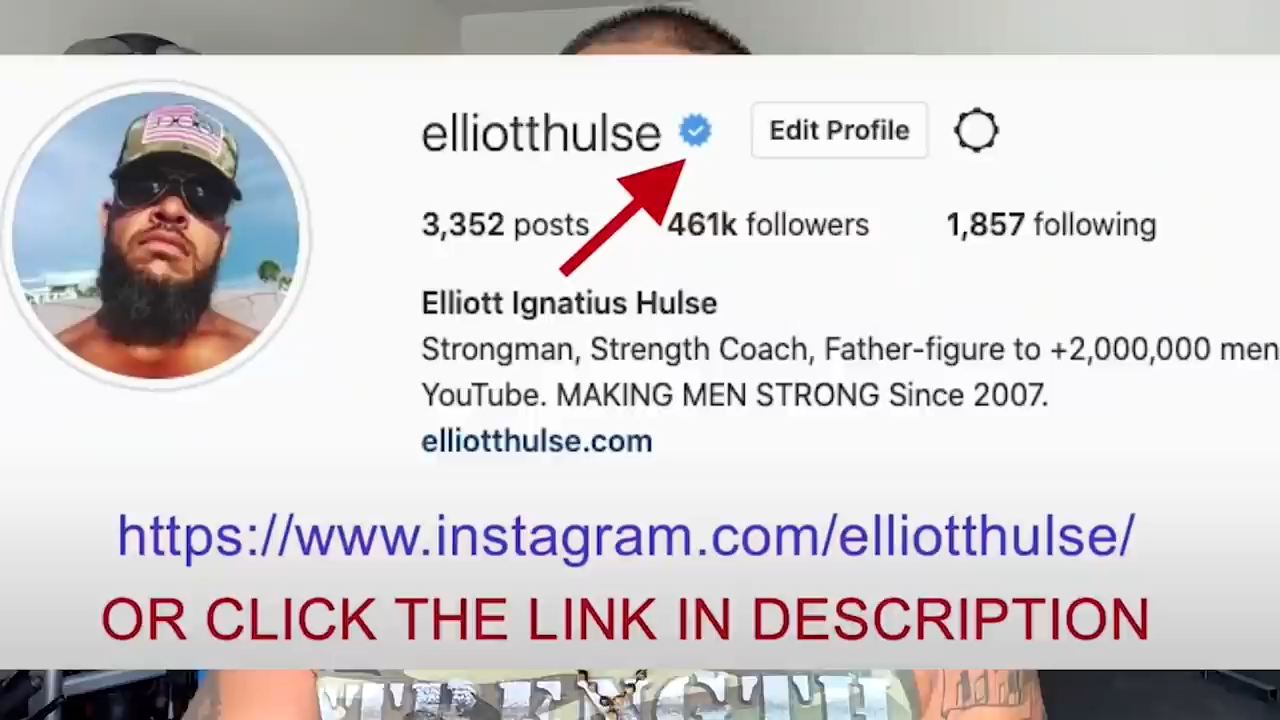 elliotthulse Edit Profile
3,352 posts 461k followers 1,857 following
Elliott Ignatius Hulse
Strongman, Strength Coach, Father-figure to +2,000,000 men
YouTube. MAKING MEN STRONG Since 2007.
elliotthulse.com
https://www.instagram.com/elliotthulse/
OR CLICK THE LINK IN DESCRIPTION